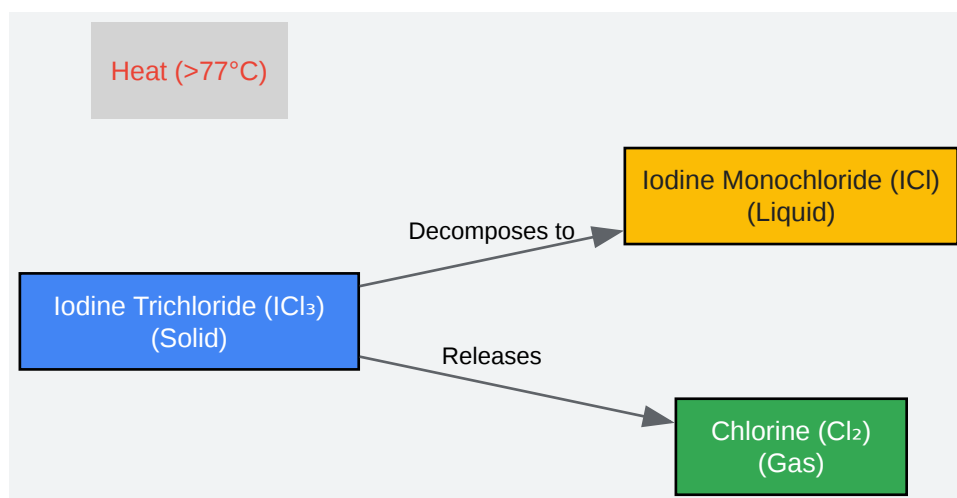 Heat (>77°C)
Iodine Monochloride (ICl)
(Liquid)
Decomposes to
Iodine Trichloride (ICl₃)
(Solid)
Releases
Chlorine (Cl₂)
(Gas)